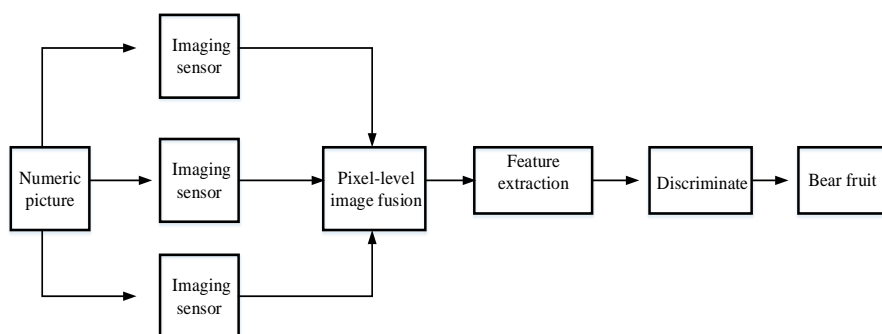 Imaging
sensor
Numeric
picture
Imaging
sensor
Pixel-level
image fusion
Feature
extraction
Discriminate
Bear fruit
Imaging
sensor